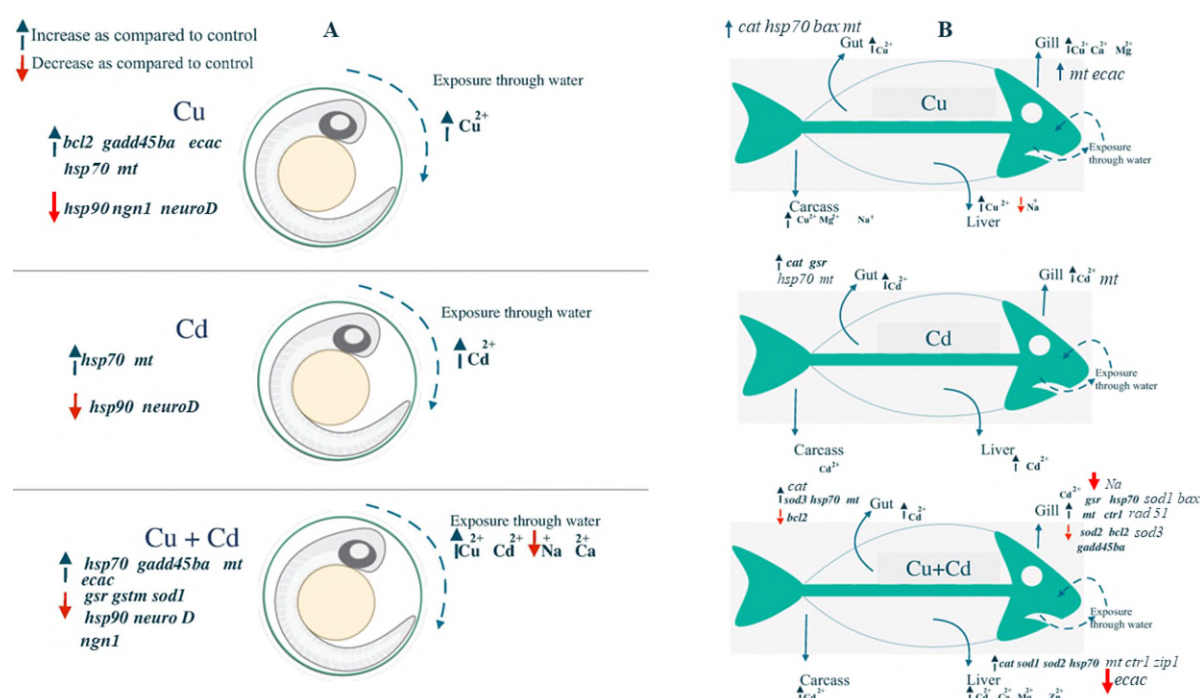 Increase as compared to control
Decrease as compared to control
A
Exposure through water
Cu
Cu2+
bcl2 gadd45ba ecac
hsp70 mt
hsp90 ngn1 neuroD
Cd
Exposure through water
Cd 2+
hsp70 mt
hsp90 neuroD
Cu + Cd
Exposure through water
Cu2+ Cd2+ Na+ Ca2+
hsp70 gadd45ba mt
ecac
gsr gstm sod1
hsp90 neuro D
ngn1
B
cat hsp70 bax mt
Gut Cu2+
Gill Cu2+ Ca2+ Mg2+
mt ecac
Cu
Exposure
through water
Carcass
Cu2+ Mg2+ Na+
Cu2+ Na+
Liver
cat gsr
hsp70 mt
Gut Cd2+
Gill Cd2+ mt
Cd
Exposure
through water
Carcass
Cd2+
Liver
Cd2+
cat
sod3 hsp70 mt
bcl2
Gut Cd2+
Na
Cd2+
gsr hsp70 sod1 bax
Gill mt ctr1 rad 51
sod2 bcl2 sod3
gadd45ba
Cu+Cd
Exposure
through water
cat sod1 sod2 hsp70 mt ctr1 zip1
Carcass
Cd2+
Liver
ecac
Cd2+ Ca Mg Zn2+